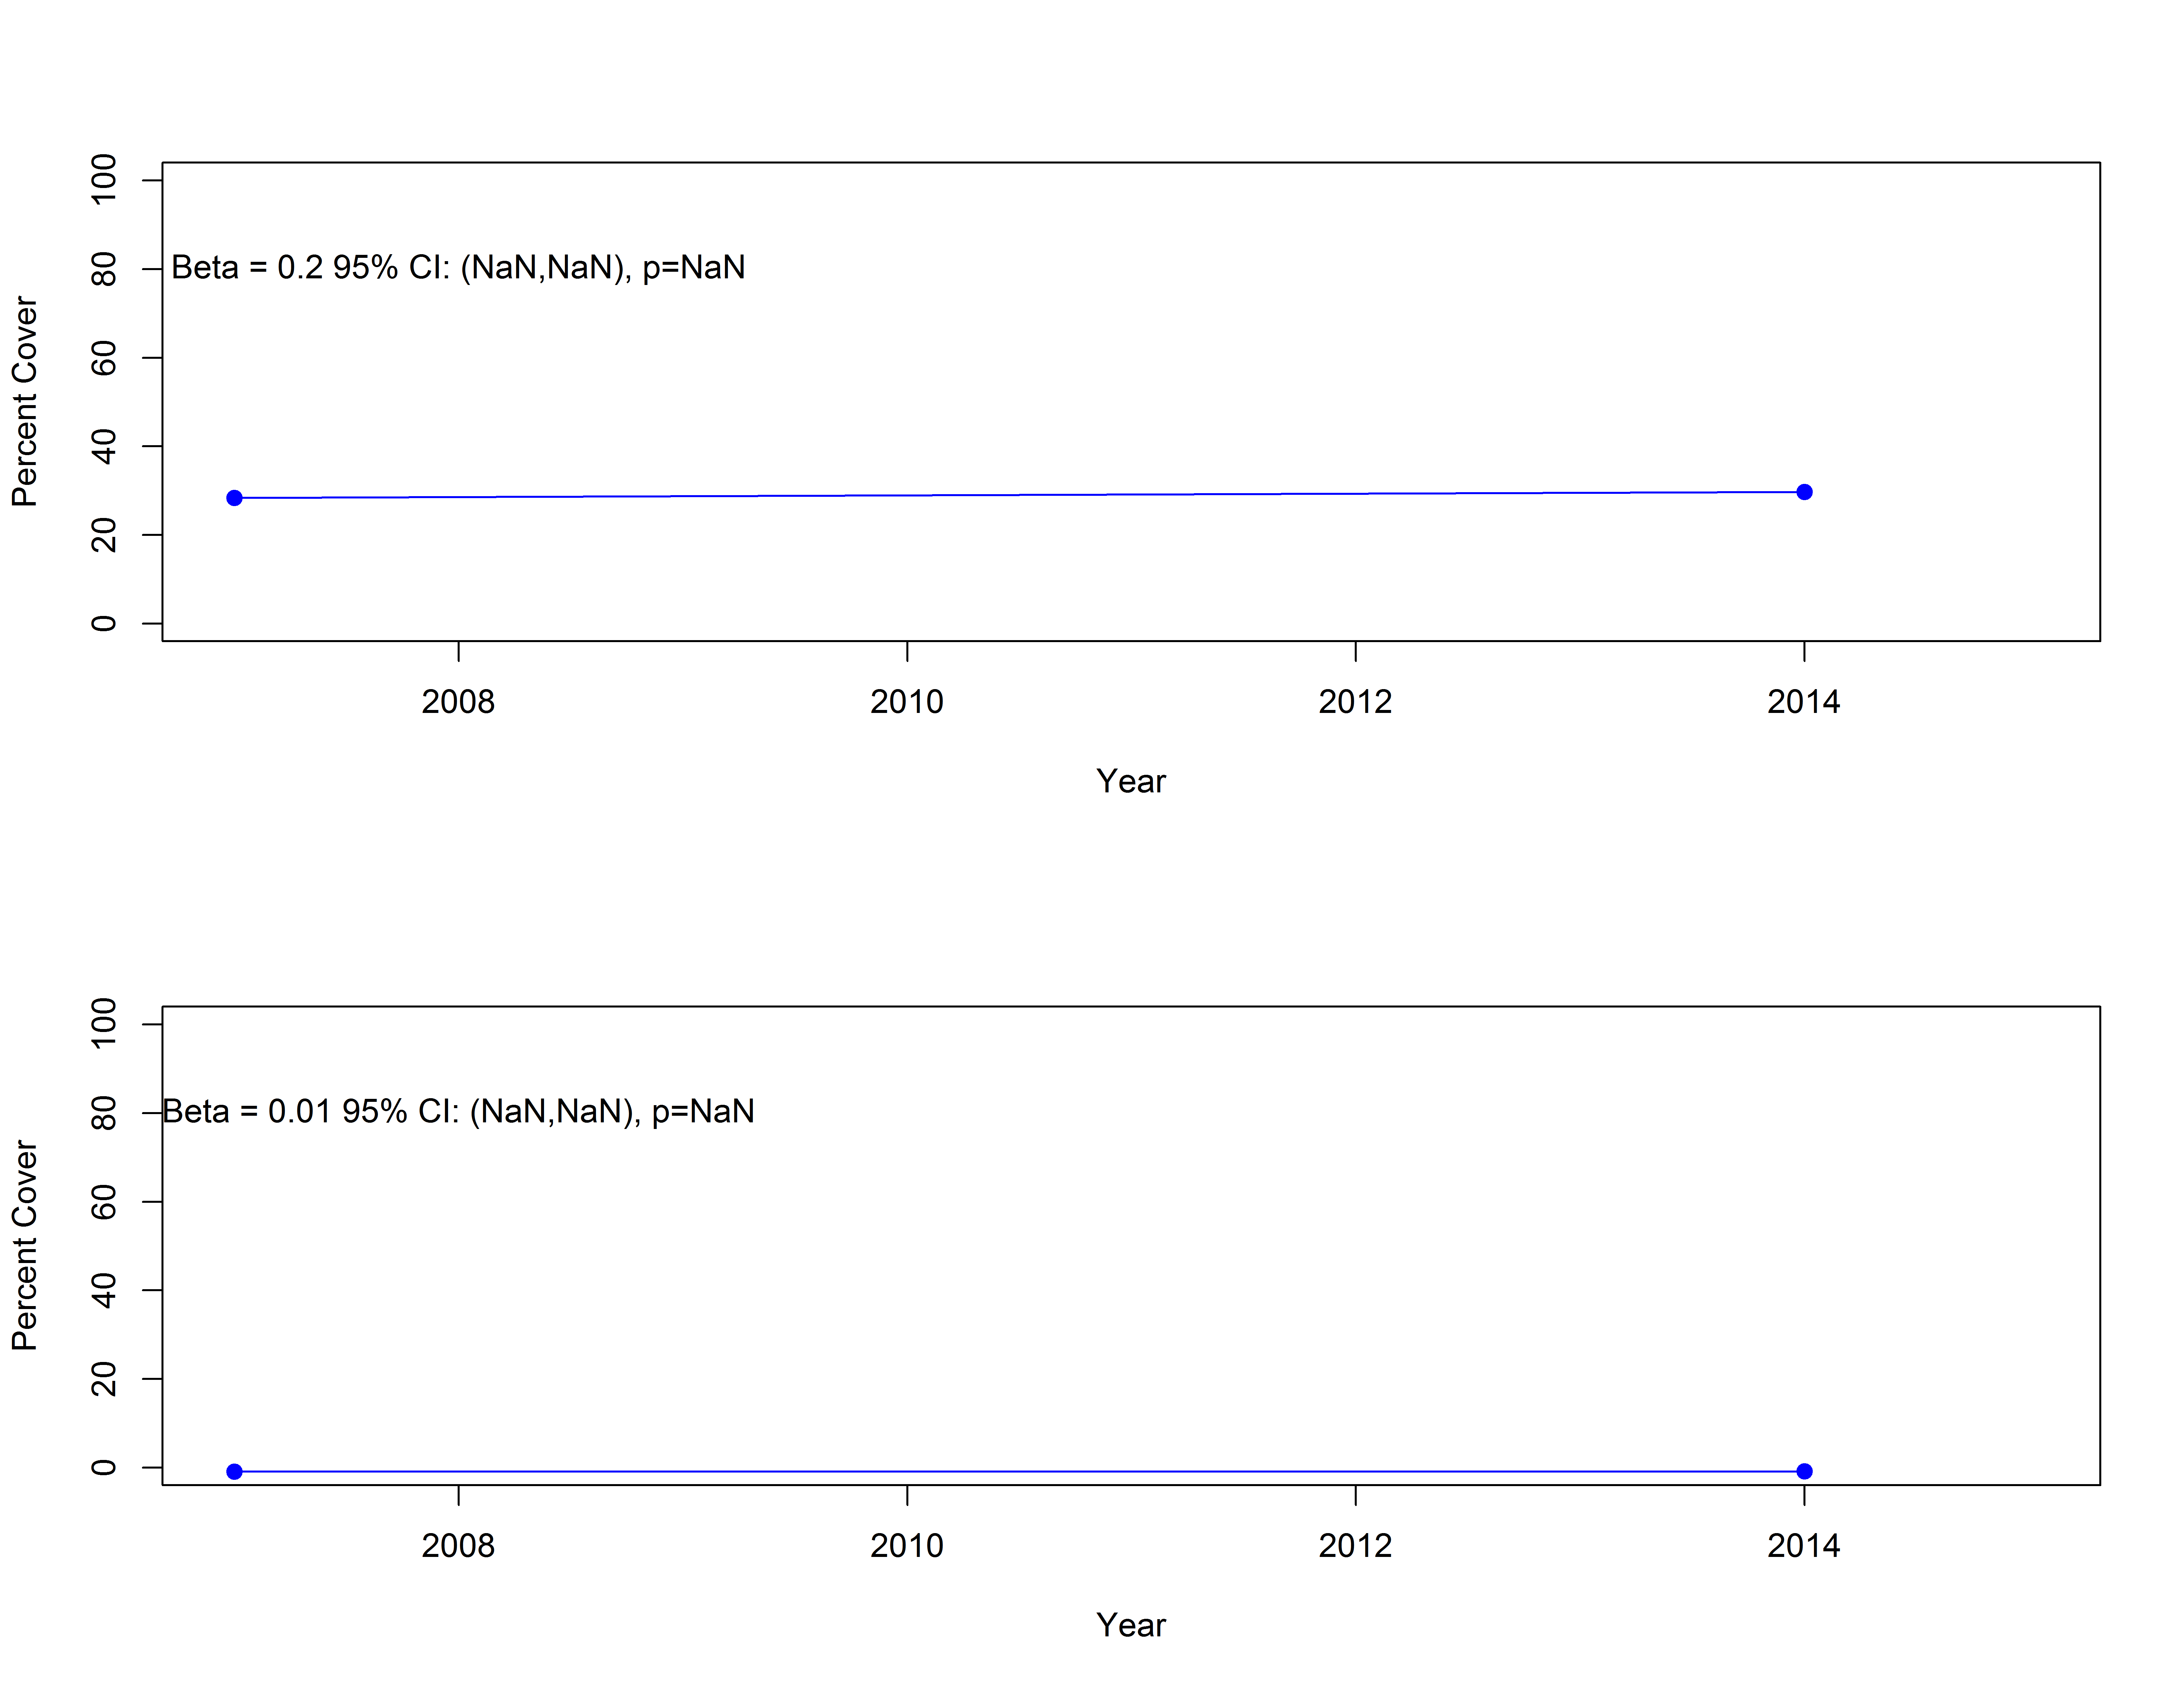 100
80
60
40
20
0
Percent Cover
Beta = 0.2 95% CI: (NaN,NaN), p=NaN
2008 2010 2012 2014
Year
100
80
60
40
20
0
Percent Cover
Beta = 0.01 95% CI: (NaN,NaN), p=NaN
2008 2010 2012 2014
Year